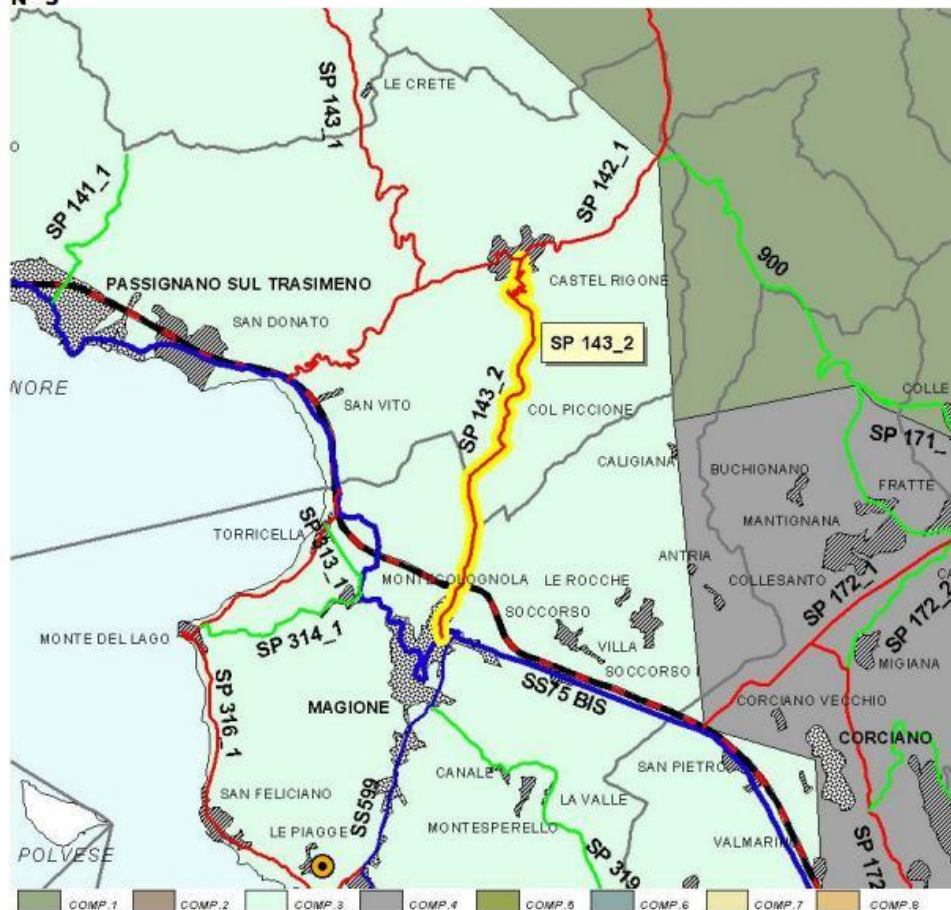 SP 143_1
LE CRETE
SP 142_1
SP 141_1
PASSIGNANO SUL TRASIMENO
CASTEL RIGONE
900
SAN DONATO
SP 143_2
NORE
SAN VITO
SP 143_2
COL PICCIONE
COLLE
SP 171_
CALIGIANA
BUCHIGNANO
FRATTE
MANTIGNANA
TORRICELLA
SP 313_1
ANTRIA
MONTECOLOGNOLA
LE ROCCHE
COLLESANTO
SP 172_1
SP 172_2
SOCCORSO
MONTE DEL LAGO
SP 314_1
VILLA
SOCCORSO I
MIGIANA
SS75 BIS
MAGIONE
CORCIANO VECCHIO
SP 316_1
CORCIANO
CANALE
SAN PIETRO
SAN FELICIANO
SS599
LA VALLE
LE PIAGGE
MONTESPERELLO
VALMARINO
POLVESE
SP 319
SP 172
COMP.1 COMP.2 COMP.3 COMP.4 COMP.5 COMP.6 COMP.7 COMP.8